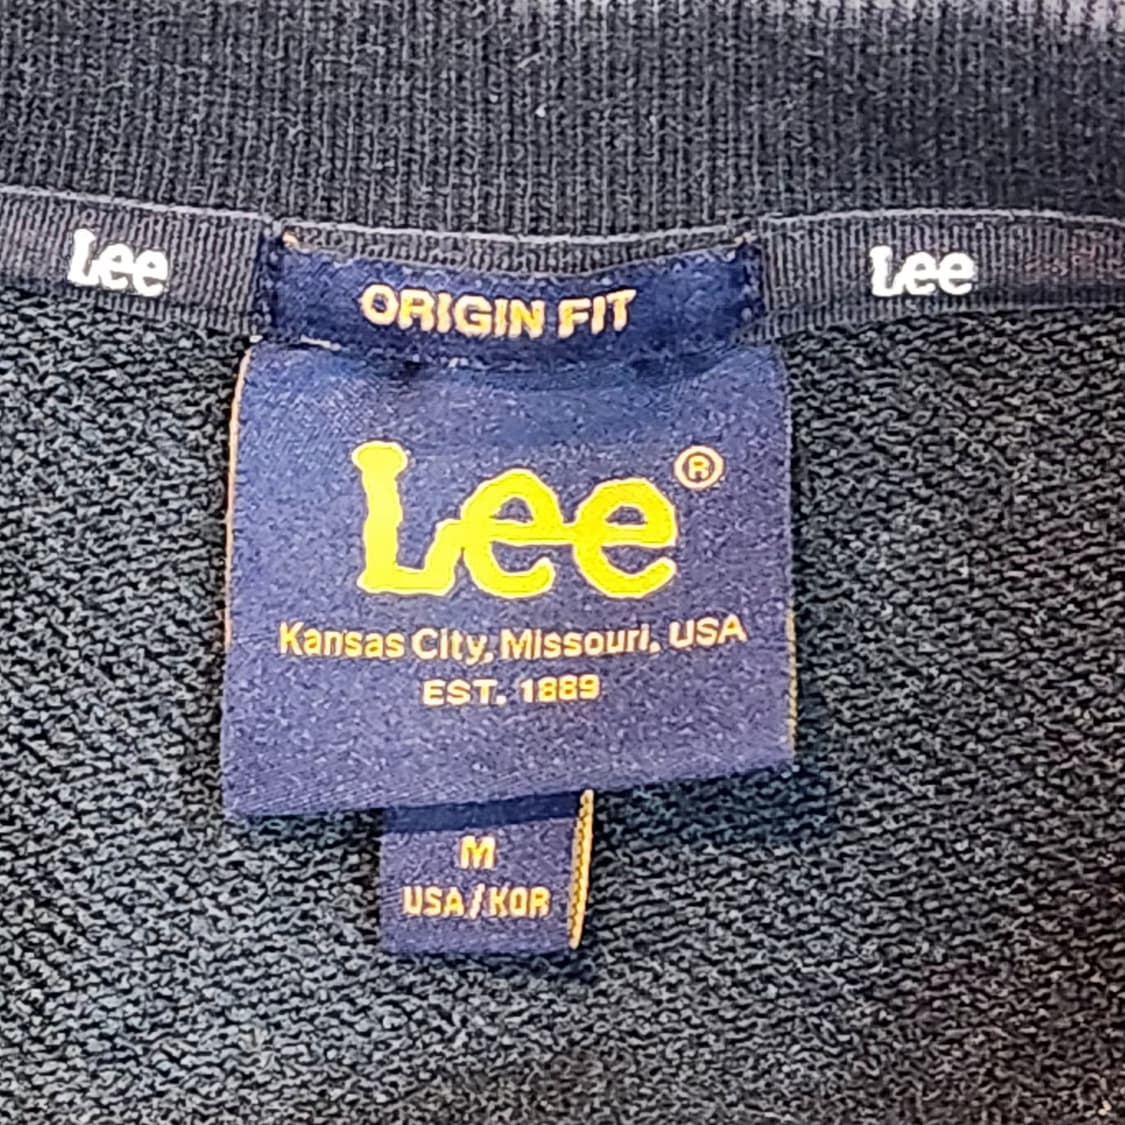 Lee
Lee
ORIGIN FIT
Lee®
Kansas City, Missouri, USA
EST. 1889
M
USA/KOR